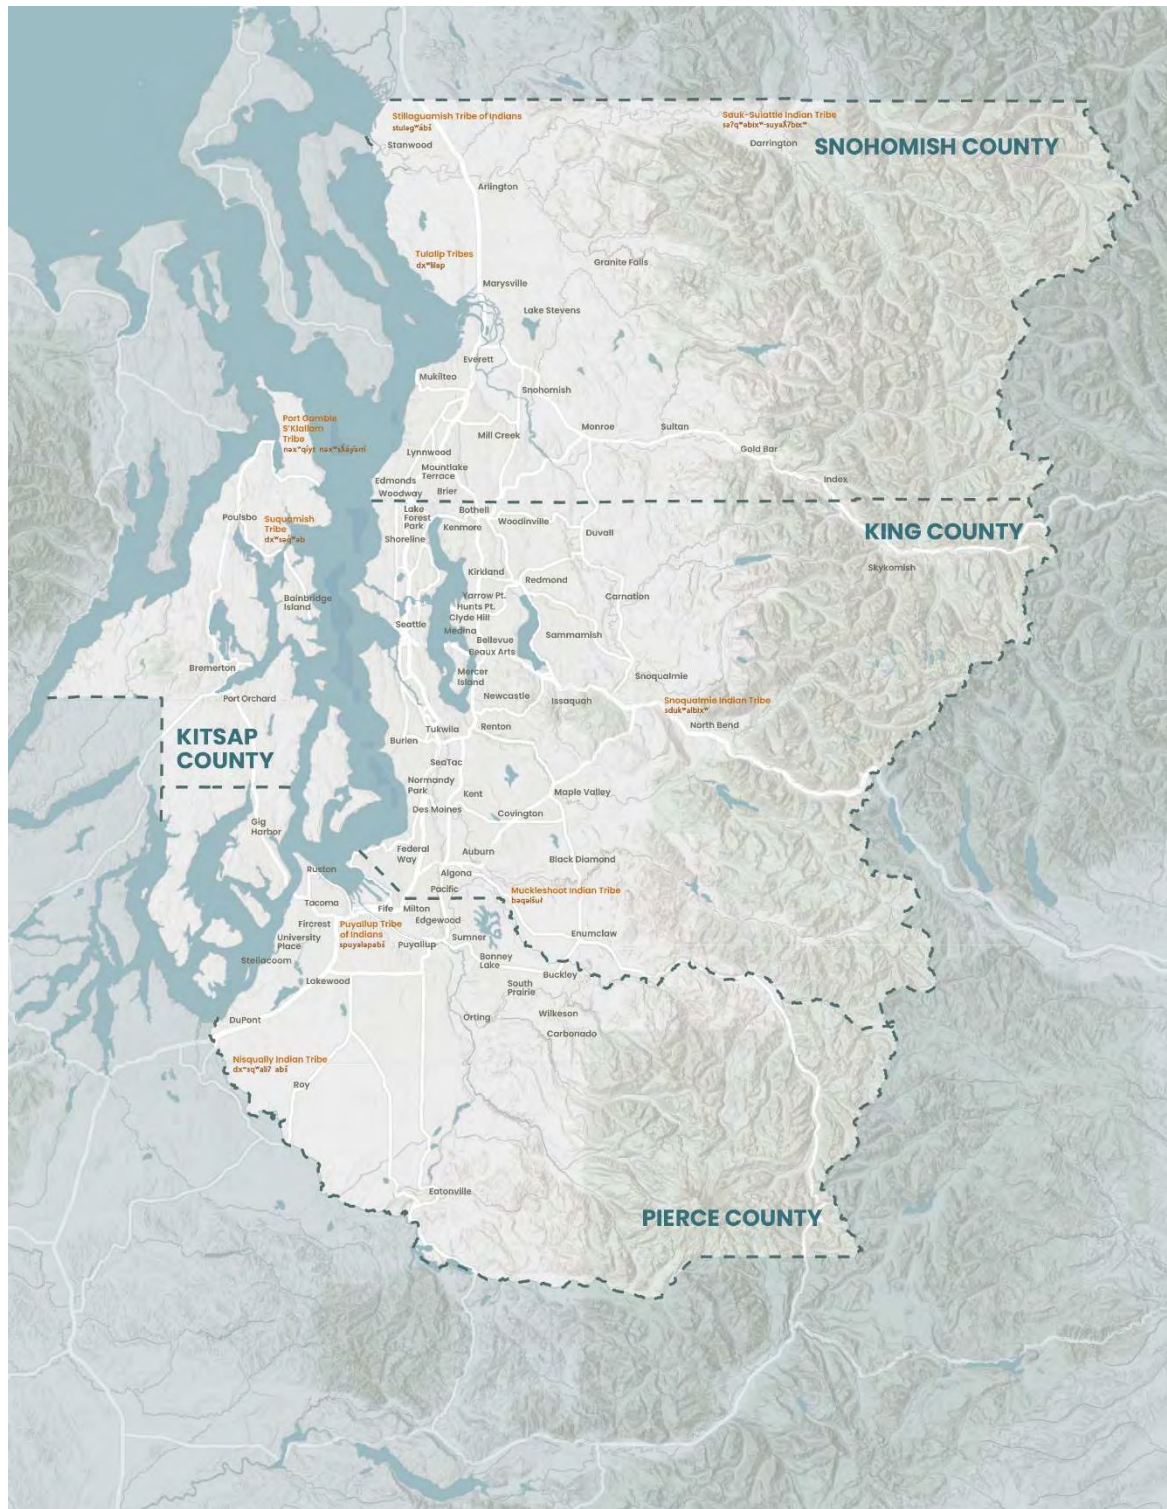 Stillaguamish Tribe of Indians
stuləgʷábš
Sauk-Suiattle Indian Tribe
SNOHOMISH COUNTY
Stanwood
Darrington
Arlington
Tulalip Tribes
dxʷlilap
Granite Falls
Marysville
Lake Stevens
Everett
Mukilteo
Snohomish
Port Gamble
S'Klallam
Tribe
Monroe
Sultan
Mill Creek
Gold Bar
Lynnwood
Mountlake
Terrace
Edmonds
Index
Woodway
Brier
Lake
Forest
Park
Bothell
Kenmore
Woodinville
KING COUNTY
Poulsbo
Suquamish
Tribe
Duvall
Shoreline
Skykomish
Kirkland
Redmond
Bainbridge
Island
Yarrow Pt.
Hunts Pt.
Clyde Hill
Medina
Carnation
Seattle
Sammamish
Bellevue
Beaux Arts
Bremerton
Mercer
Island
Snoqualmie
Port Orchard
Newcastle
Issaquah
Snoqualmie Indian Tribe
sdukʷalbixʷ
North Bend
KITSAP
COUNTY
Tukwila
Renton
Burien
SeaTac
Normandy
Park
Kent
Maple Valley
Des Moines
Covington
Gig
Harbor
Federal
Way
Auburn
Black Diamond
Ruston
Algona
Pacific
Muckleshoot Indian Tribe
bəqəlšuł
Tacoma
Fife
Milton
Edgewood
Fircrest
Puyallup Tribe
of Indians
spuyaləpabš
University
Place
Puyallup
Sumner
Enumclaw
Steilacoom
Bonney
Lake
Buckley
Lakewood
South
Prairie
DuPont
Orting
Wilkeson
Carbonado
Nisqually Indian Tribe
Roy
Eatonville
PIERCE COUNTY